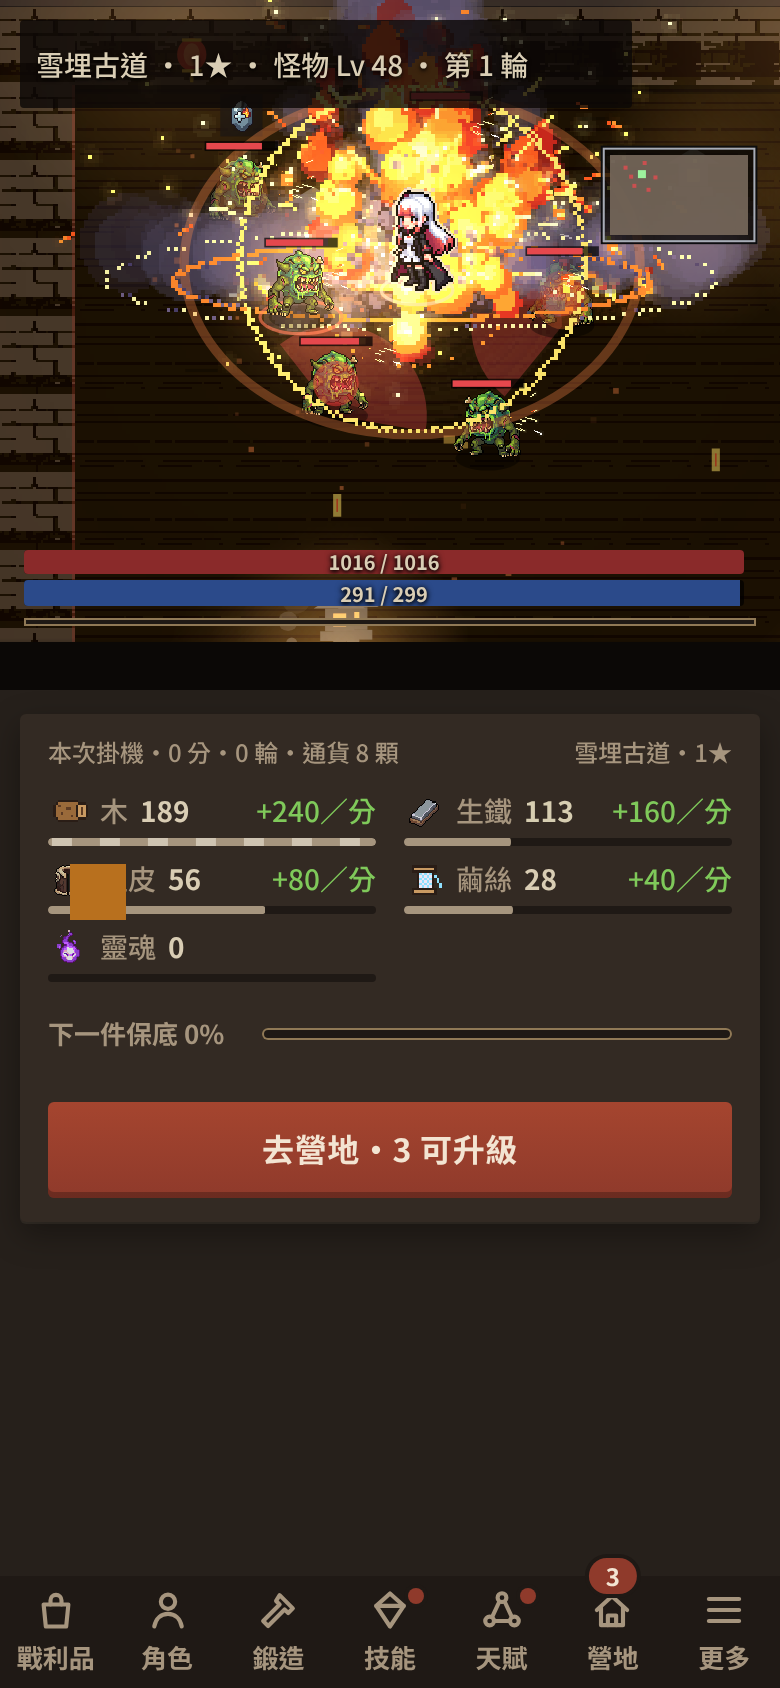 雪埋古道 · 1★ · 怪物 Lv 48 · 第 1 輪
1016 / 1016
291 / 299
本次掛機·0 分·0 輪·通貨 8 顆
雪埋古道·1★
木 189 +240／分
生鐵 113 +160／分
皮 56 +80／分
繭絲 28 +40／分
靈魂 0
下一件保底 0%
去營地·3 可升級
3
戰利品 角色 鍛造 技能 天賦 營地 更多